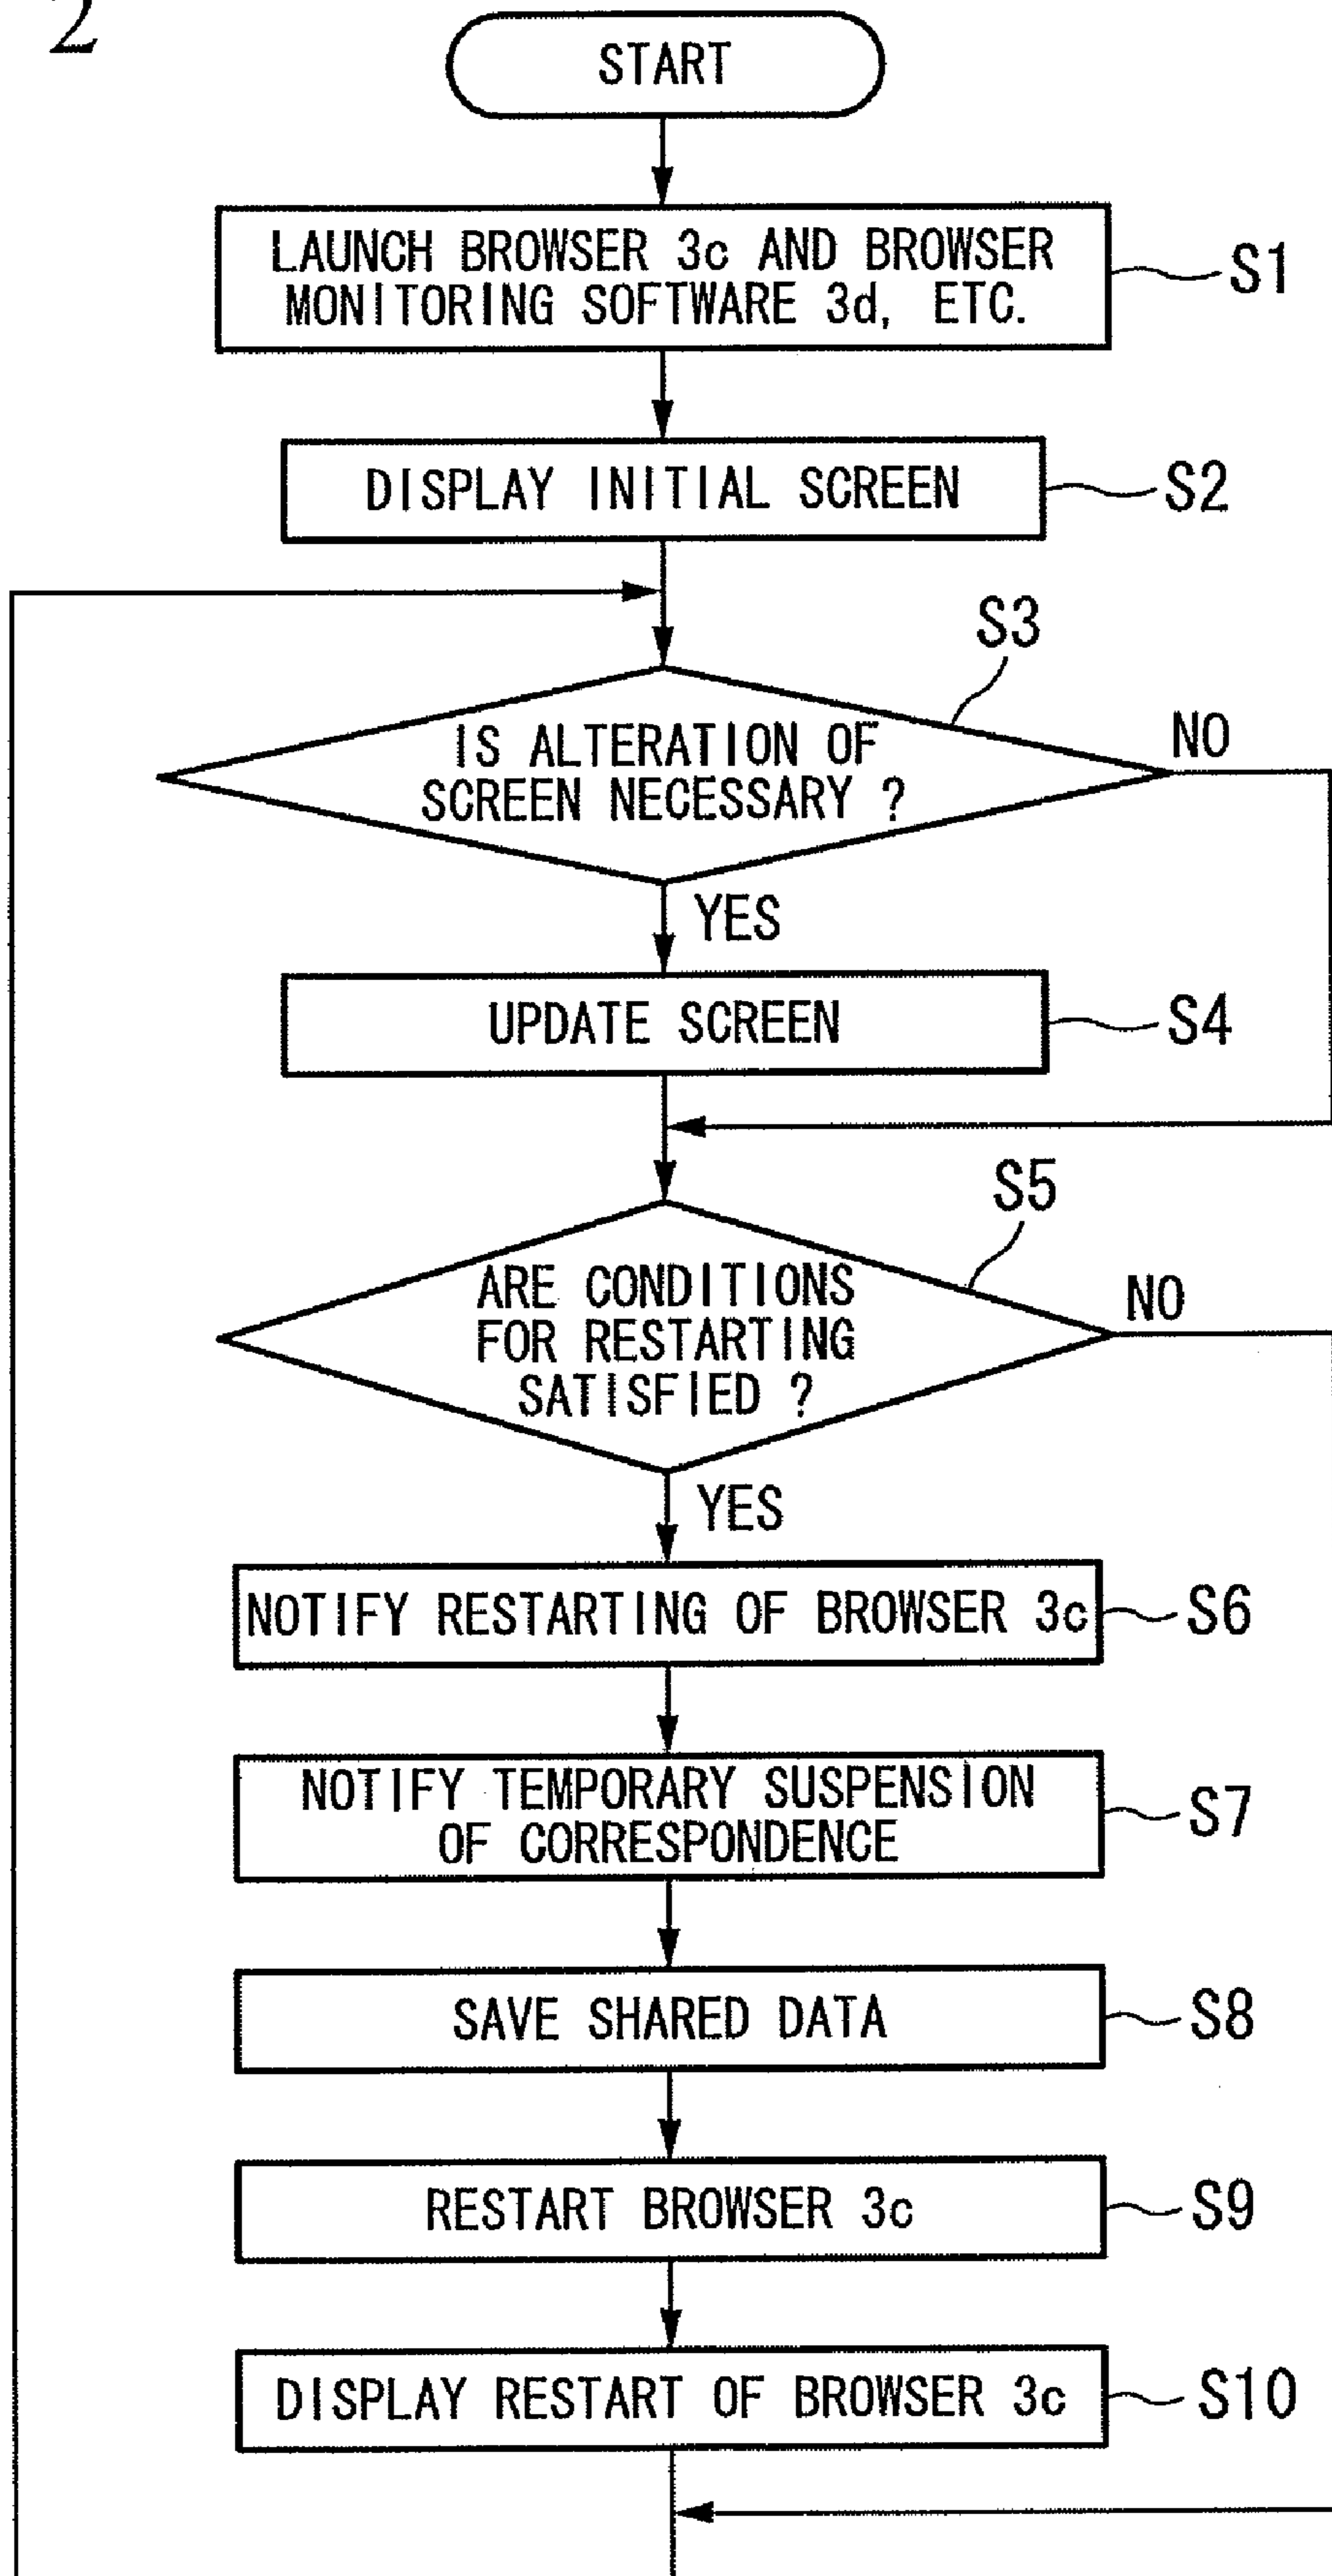 2
START
LAUNCH BROWSER 3c AND BROWSER
MONITORING SOFTWARE 3d, ETC.
S1
DISPLAY INITIAL SCREEN
S2
S3
IS ALTERATION OF
SCREEN NECESSARY ?
NO
YES
UPDATE SCREEN
S4
S5
ARE CONDITIONS
FOR RESTARTING
SATISFIED ?
NO
YES
NOTIFY RESTARTING OF BROWSER 3c
S6
NOTIFY TEMPORARY SUSPENSION
OF CORRESPONDENCE
S7
SAVE SHARED DATA
S8
RESTART BROWSER 3c
S9
DISPLAY RESTART OF BROWSER 3c
S10